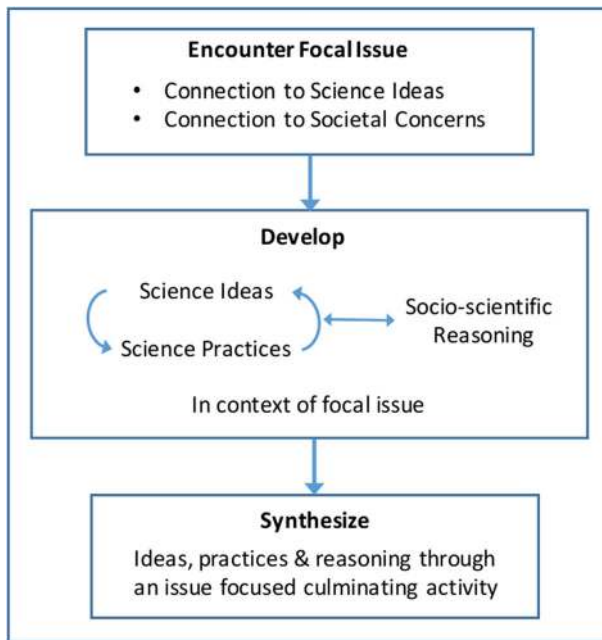 Encounter Focal Issue
• Connection to Science Ideas
• Connection to Societal Concerns
Develop
Science Ideas
Science Practices
Socio-scientific
Reasoning
In context of focal issue
Synthesize
Ideas, practices & reasoning through
an issue focused culminating activity